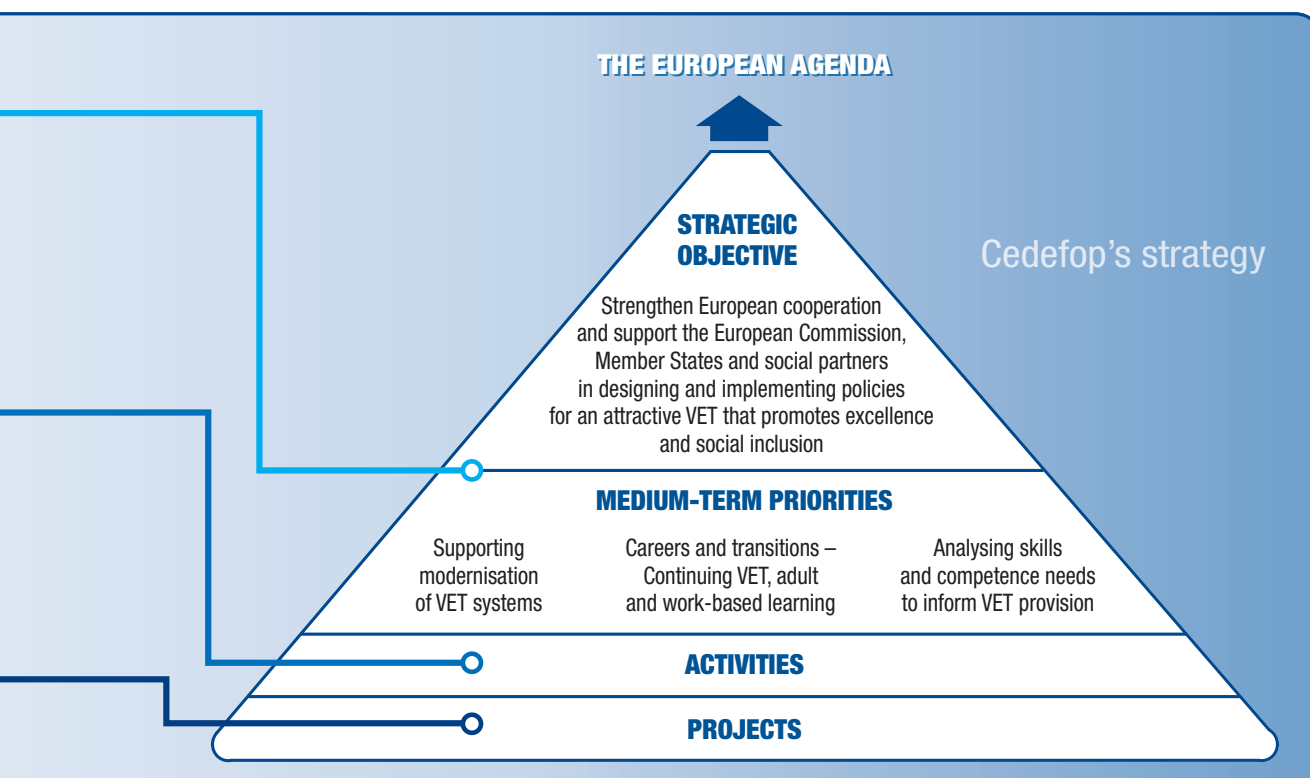 THE EUROPEAN AGENDA
STRATEGIC
OBJECTIVE
Cedefop's strategy
Strengthen European cooperation
and support the European Commission,
Member States and social partners
in designing and implementing policies
for an attractive VET that promotes excellence
and social inclusion
MEDIUM-TERM PRIORITIES
Supporting
modernisation
of VET systems
Careers and transitions –
Continuing VET, adult
and work-based learning
Analysing skills
and competence needs
to inform VET provision
ACTIVITIES
PROJECTS